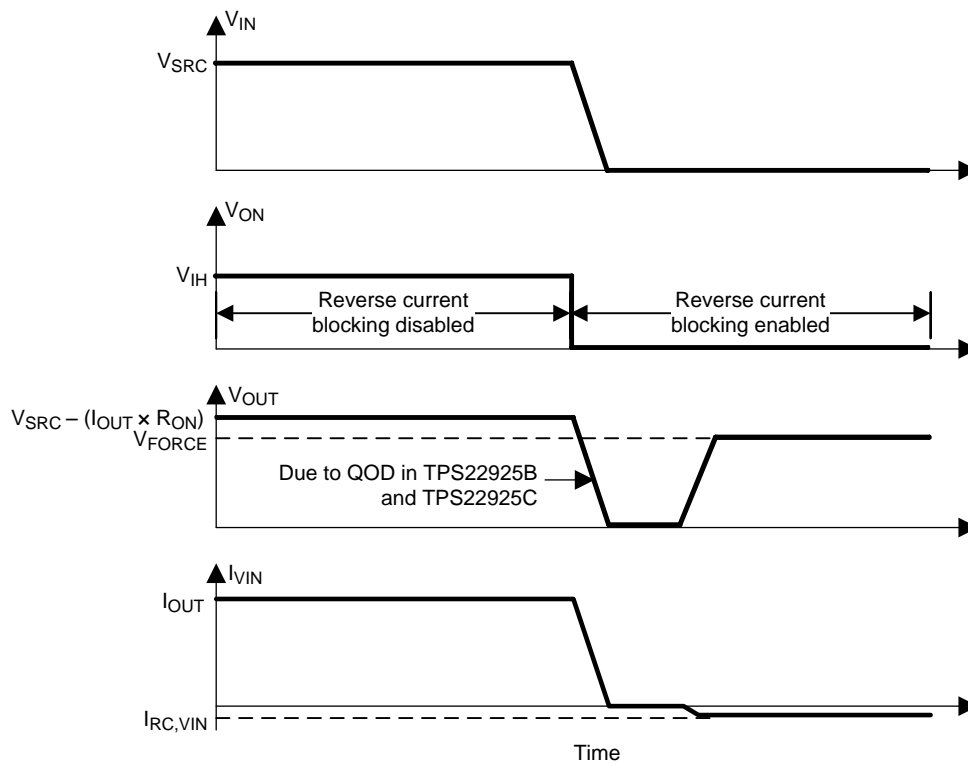 VIN
VSRC
VON
VIH
Reverse current
blocking disabled
Reverse current
blocking enabled
VOUT
VSRC – (IOUT × RON)
VFORCE
Due to QOD in TPS22925B
and TPS22925C
IVIN
IOUT
IRC,VIN
Time